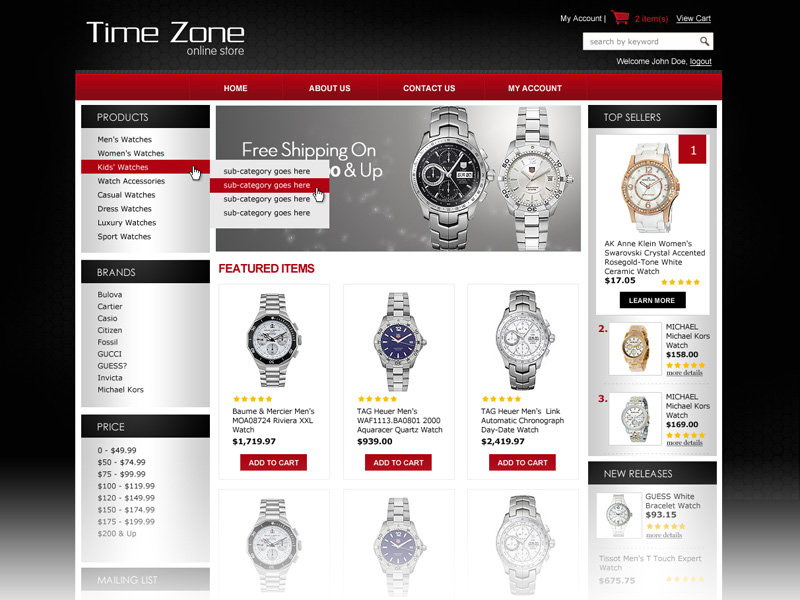 Time Zone
online store
My Account |
2 item(s)
View Cart
search by keyword
Welcome John Doe, logout
HOME
ABOUT US
CONTACT US
MY ACCOUNT
PRODUCTS
Men's Watches
Women's Watches
Kids' Watches
Watch Accessories
Casual Watches
Dress Watches
Luxury Watches
Sport Watches
sub-category goes here
sub-category goes here
sub-category goes here
sub-category goes here
Free Shipping On
& Up
BRANDS
Bulova
Cartier
Casio
Citizen
Fossil
GUCCI
GUESS?
Invicta
Michael Kors
PRICE
0 - $49.99
$50 - $74.99
$75 - $99.99
$100 - $119.99
$120 - $149.99
$150 - $174.99
$175 - $199.99
$200 & Up
MAILING LIST
FEATURED ITEMS
Baume & Mercier Men's
MOA08724 Riviera XXL
Watch
$1,719.97
ADD TO CART
TAG Heuer Men's
WAF1113.BA0801 2000
Aquaracer Quartz Watch
$939.00
ADD TO CART
TAG Heuer Men's Link
Automatic Chronograph
Day-Date Watch
$2,419.97
ADD TO CART
TOP SELLERS
1
AK Anne Klein Women's
Swarovski Crystal Accented
Rosegold-Tone White
Ceramic Watch
$17.05
LEARN MORE
2.
MICHAEL
Michael Kors
Watch
$158.00
more details
3.
MICHAEL
Michael Kors
Watch
$169.00
more details
NEW RELEASES
GUESS White
Bracelet Watch
$93.15
more details
Tissot Men's T Touch Expert
Watch
$675.75
more details